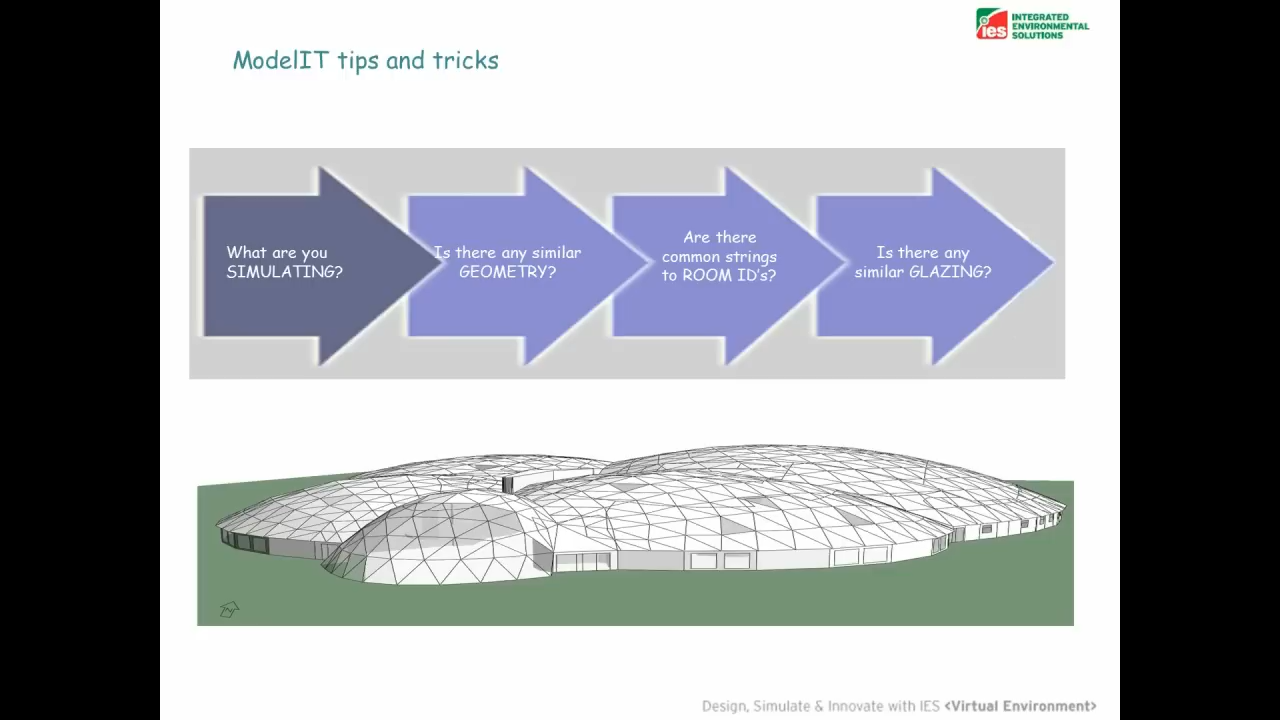 ies INTEGRATED
ENVIRONMENTAL
SOLUTIONS
ModelIT tips and tricks
What are you
SIMULATING?
Is there any similar
GEOMETRY?
Are there
common strings
to ROOM ID's?
Is there any
similar GLAZING?
Design, Simulate & Innovate with IES <Virtual Environment>